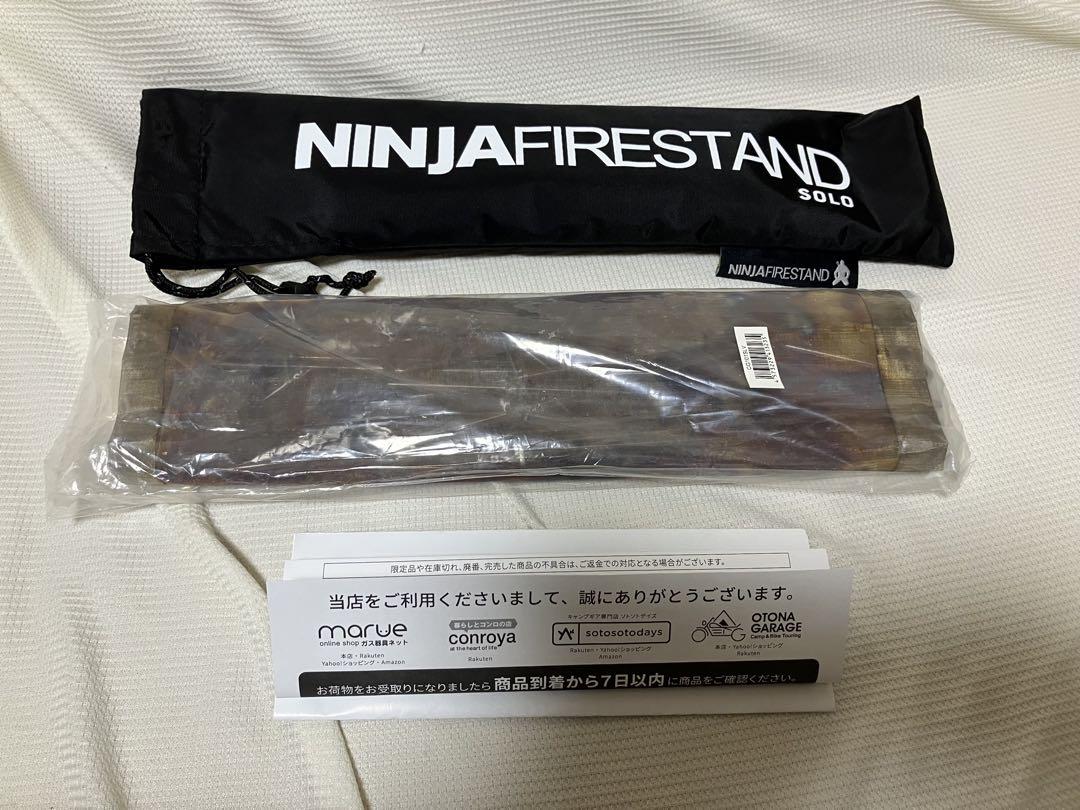 NINJAFIRESTAND
SOLO
NINJAFIRESTAND
CG7017SLV
限定品や在庫切れ、廃番、完売した商品の不具合は、ご返金での対応となる場合がございます。
当店をご利用くださいまして、誠にありがとうございます。
marue
online shop ガス器具ネット
本店・Rakuten
Yahoo!ショッピング・Amazon
暮らしとコンロの店
conroya
at the heart of life
Rakuten
キャンプギア専門店 ソトソトデイズ
sotosotodays
Rakuten・Yahoo!ショッピング
Amazon
OTONA
GARAGE
Camp & Bike Touring
本店・Yahoo!ショッピング
Rakuten
お荷物をお受取りになりましたら 商品到着から7日以内 に商品をご確認ください。